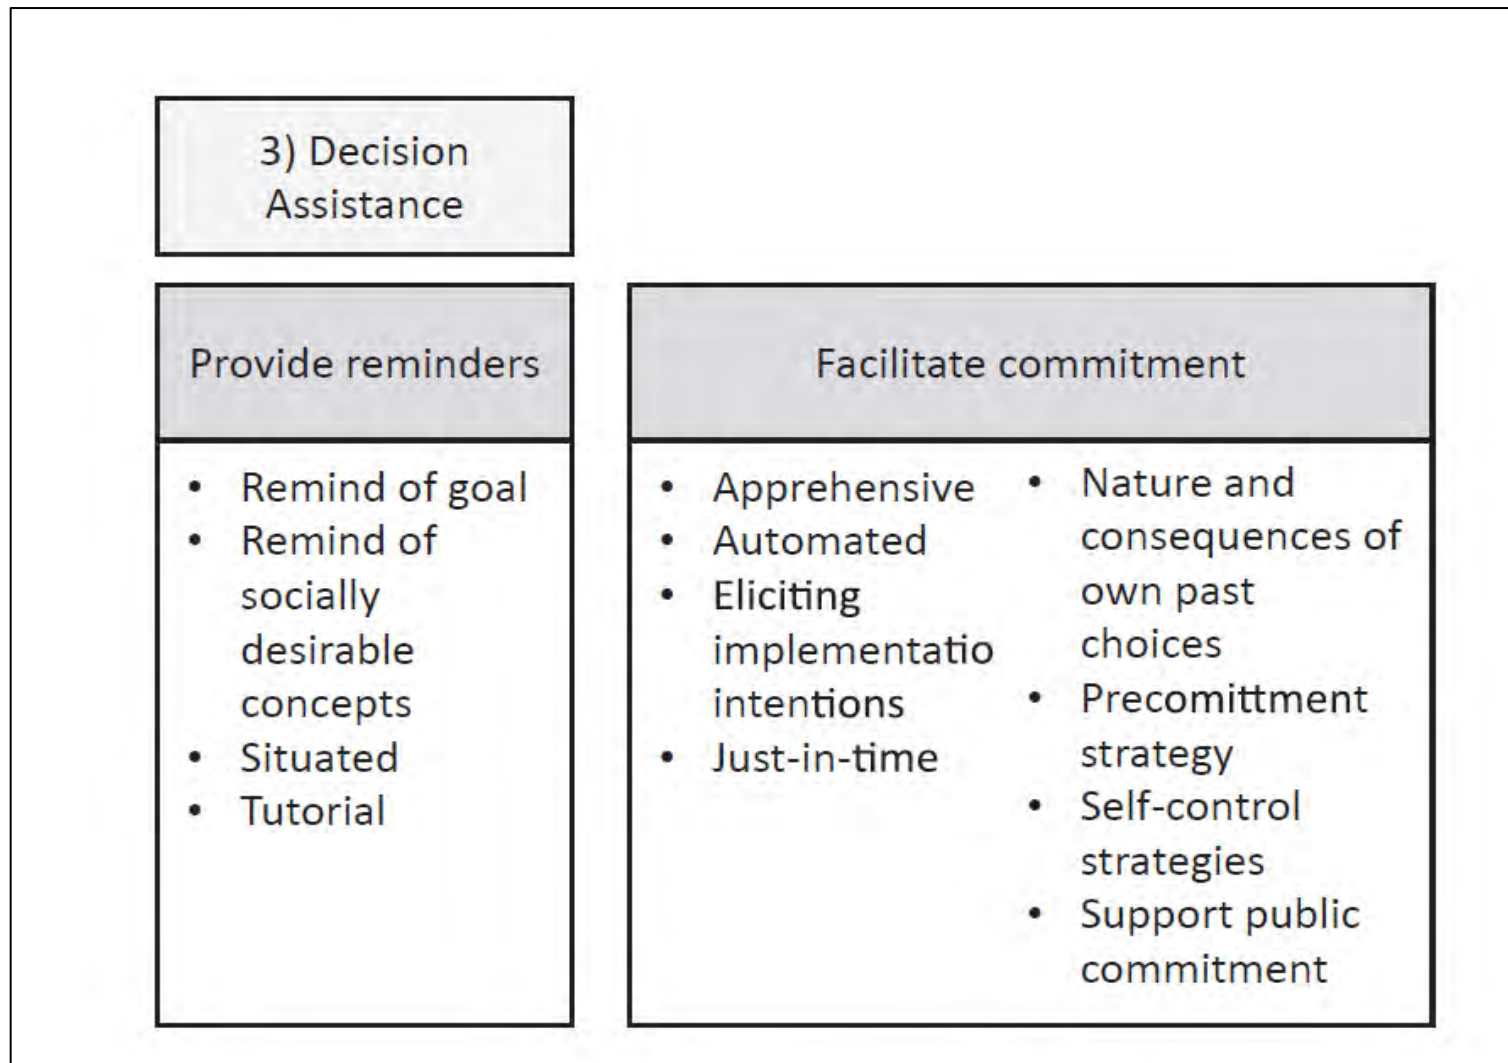 3) Decision
Assistance
Provide reminders
• Remind of goal
• Remind of
socially
desirable
concepts
• Situated
• Tutorial
Facilitate commitment
• Apprehensive
• Automated
• Eliciting
implementatio
intentions
• Just-in-time
• Nature and
consequences of
own past
choices
• Precomittment
strategy
• Self-control
strategies
• Support public
commitment